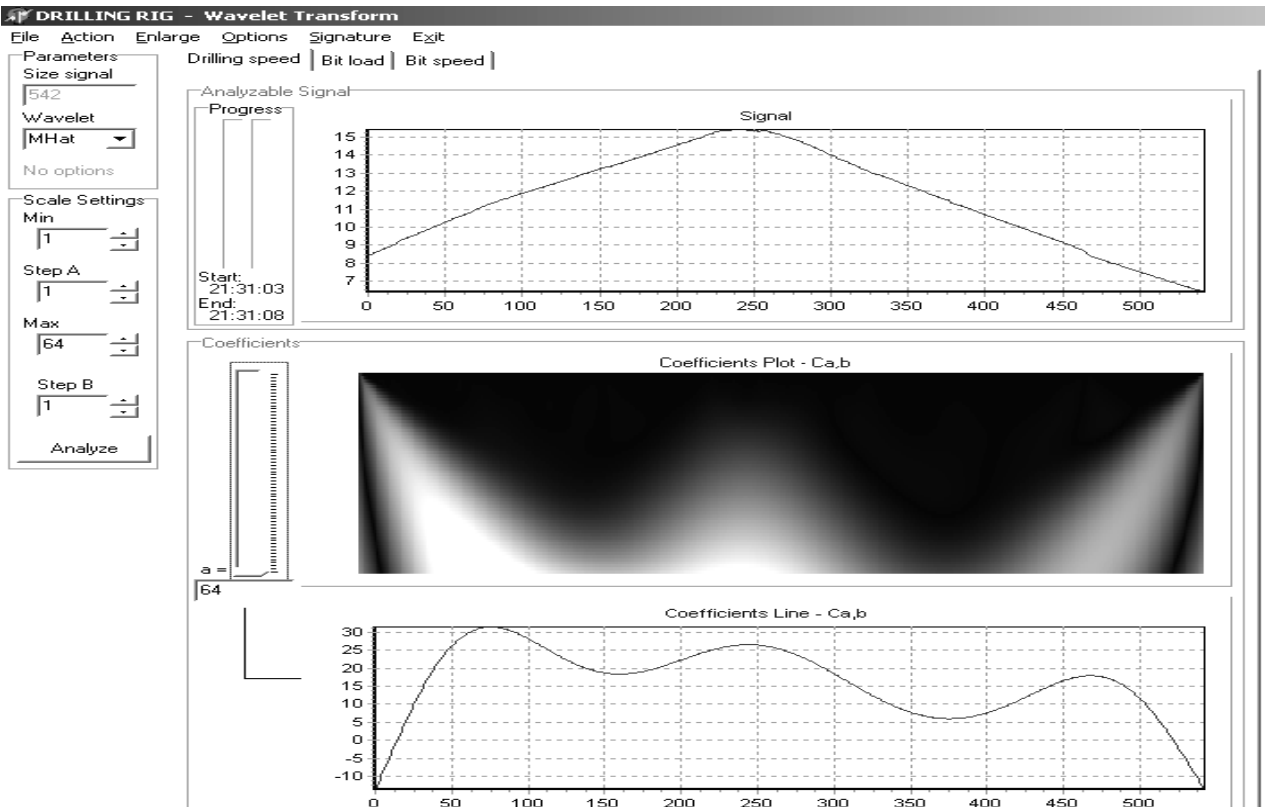 DRILLING RIG - Wavelet Transform
File Action Enlarge Options Signature Exit
Parameters
Size signal
542
Wavelet
MHat
No options
Scale Settings
Min
1
Step A
1
Max
64
Step B
1
Analyze
Drilling speed Bit load Bit speed
Analyzable Signal
Progress
Start:
21:31:03
End:
21:31:08
Signal
15
14
13
12
11
10
9
8
7
0 50 100 150 200 250 300 350 400 450 500
Coefficients
a =
64
Coefficients Plot - Ca,b
Coefficients Line - Ca,b
30
25
20
15
10
5
0
-5
-10
0 50 100 150 200 250 300 350 400 450 500